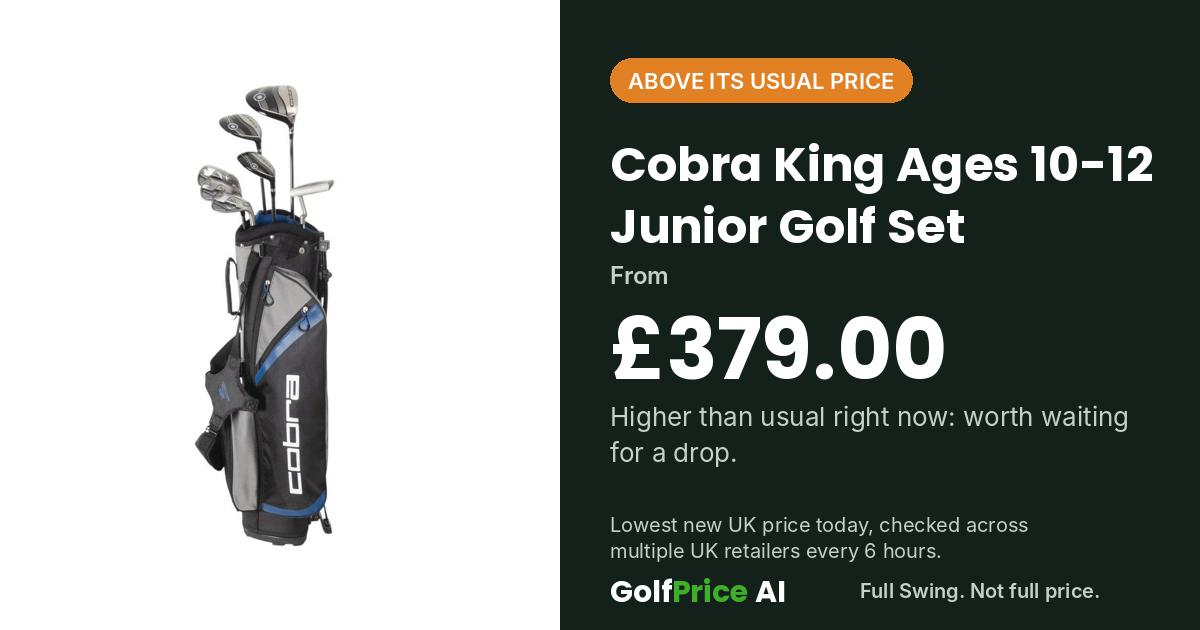 ABOVE ITS USUAL PRICE
Cobra King Ages 10-12
Junior Golf Set
From
£379.00
Higher than usual right now: worth waiting
for a drop.
Lowest new UK price today, checked across
multiple UK retailers every 6 hours.
GolfPrice AI
Full Swing. Not full price.
cobra